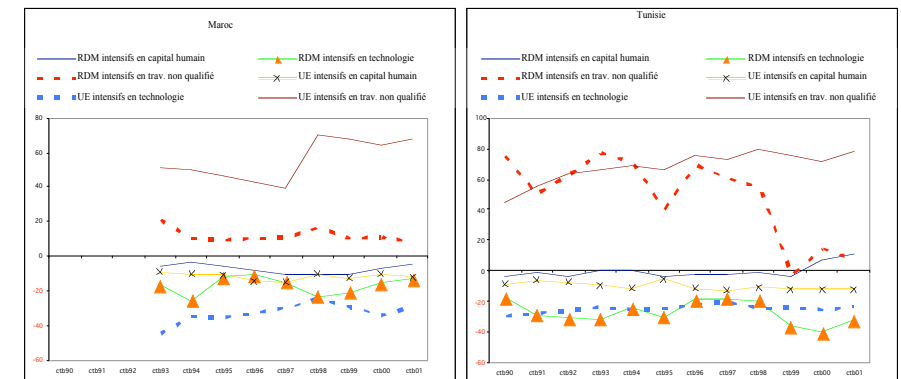 Maroc
RDM intensifs en capital humain
RDM intensifs en technologie
RDM intensifs en trav. non qualifié
UE intensifs en capital humain
UE intensifs en technologie
UE intensifs en trav. non qualifié
80
60
40
20
0
-20
-40
-60
ctb90 ctb91 ctb92 ctb93 ctb94 ctb95 ctb96 ctb97 ctb98 ctb99 ctb00 ctb01
Tunisie
RDM intensifs en capital humain
RDM intensifs en technologie
RDM intensifs en trav. non qualifié
UE intensifs en capital humain
UE intensifs en technologie
UE intensifs en trav. non qualifié
100
80
60
40
20
0
-20
-40
-60
ctb90 ctb91 ctb92 ctb93 ctb94 ctb95 ctb96 ctb97 ctb98 ctb99 ctb00 ctb01